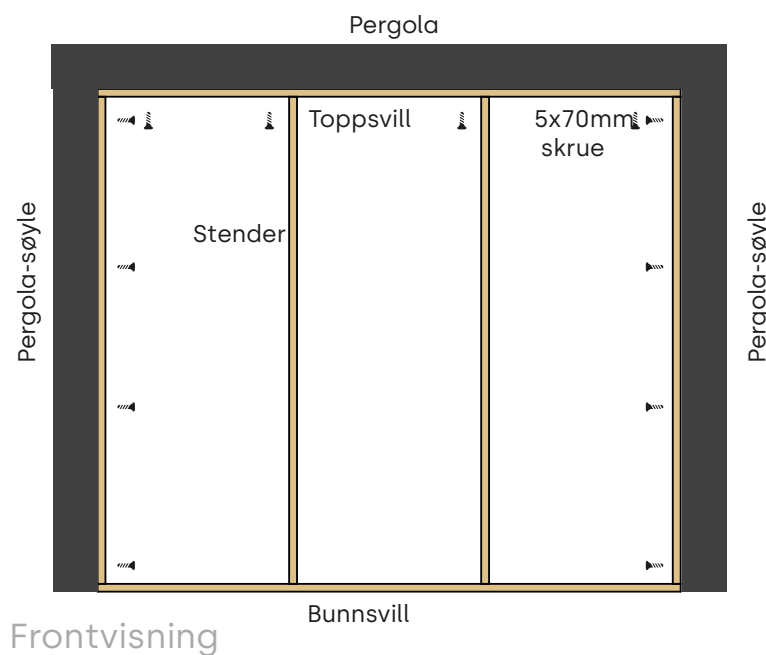 Pergola
Toppsvill
5x70mm
skrue
Stender
Pergola-søyle
Pergola-søyle
Bunnsvill
Frontvisning